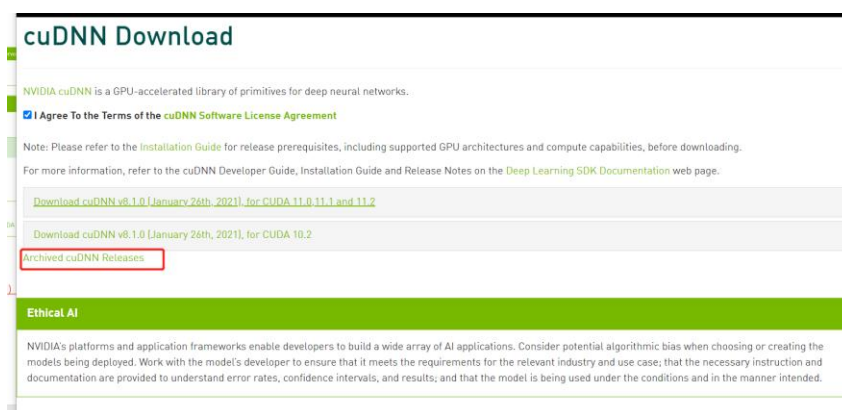 cuDNN Download
NVIDIA cuDNN is a GPU-accelerated library of primitives for deep neural networks.
I Agree To the Terms of the cuDNN Software License Agreement
Note: Please refer to the Installation Guide for release prerequisites, including supported GPU architectures and compute capabilities, before downloading.
For more information, refer to the cuDNN Developer Guide, Installation Guide and Release Notes on the Deep Learning SDK Documentation web page.
Download cuDNN v8.1.0 (January 26th, 2021), for CUDA 11.0,11.1 and 11.2
Download cuDNN v8.1.0 (January 26th, 2021), for CUDA 10.2
Archived cuDNN Releases
Ethical AI
NVIDIA's platforms and application frameworks enable developers to build a wide array of AI applications. Consider potential algorithmic bias when choosing or creating the
models being deployed. Work with the model's developer to ensure that it meets the requirements for the relevant industry and use case; that the necessary instruction and
documentation are provided to understand error rates, confidence intervals, and results; and that the model is being used under the conditions and in the manner intended.